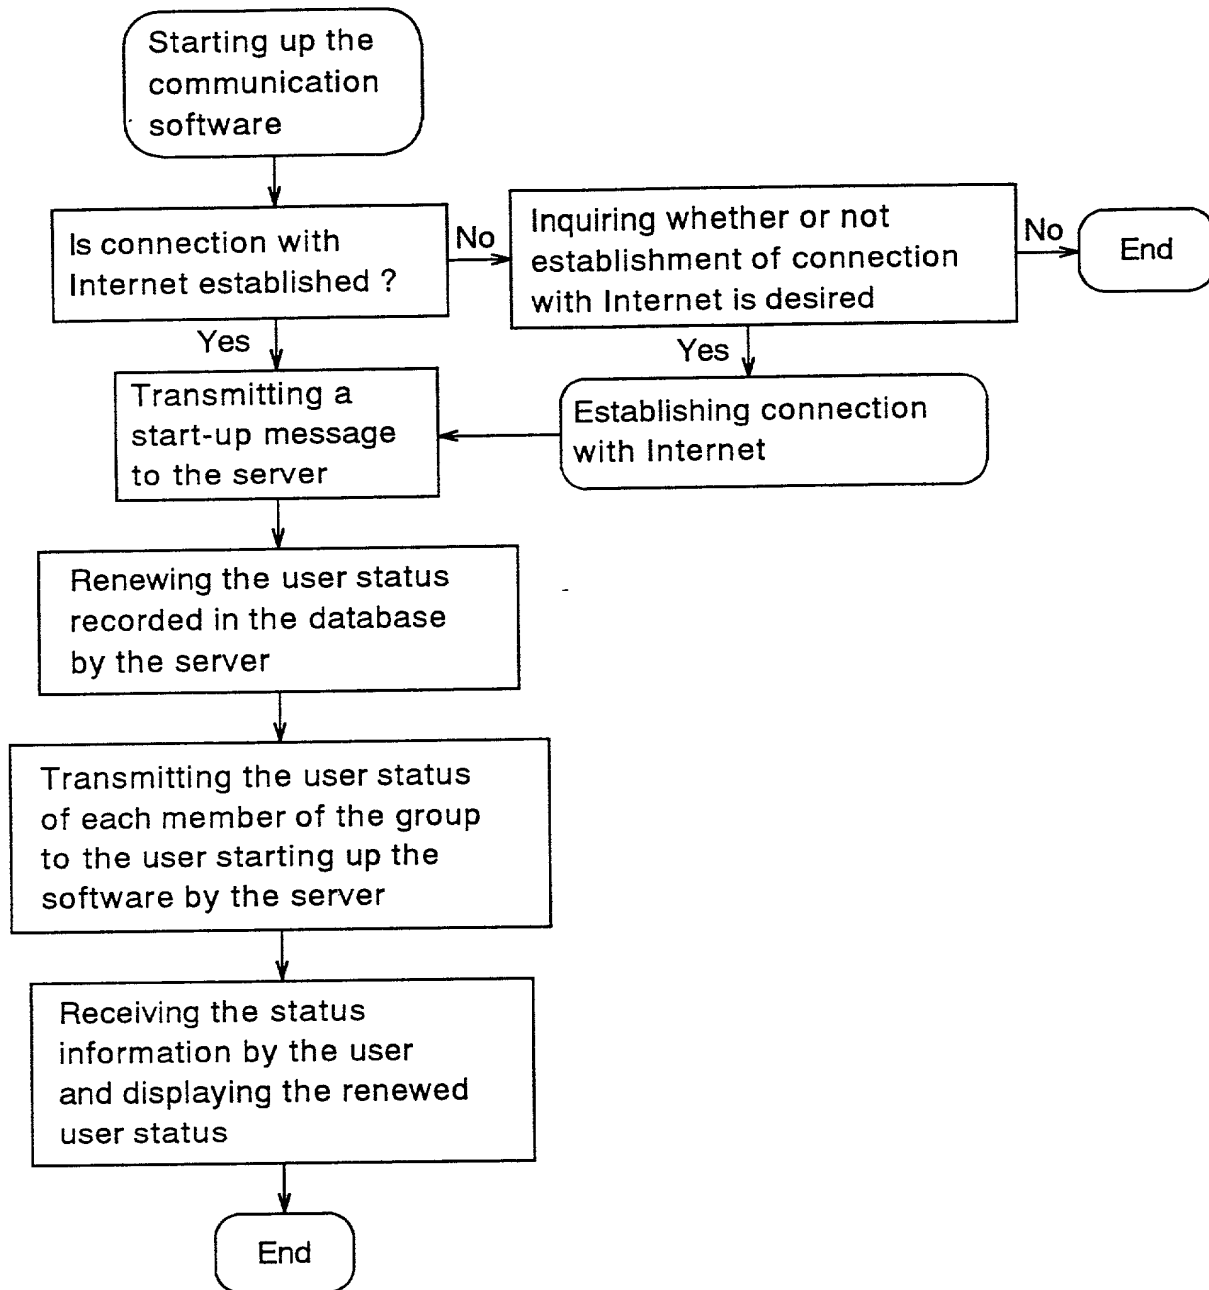 Starting up the
communication
software
Is connection with
Internet established ?
No
Inquiring whether or not
establishment of connection
with Internet is desired
No
End
Yes
Yes
Transmitting a
start-up message
to the server
Establishing connection
with Internet
Renewing the user status
recorded in the database
by the server
Transmitting the user status
of each member of the group
to the user starting up the
software by the server
Receiving the status
information by the user
and displaying the renewed
user status
End